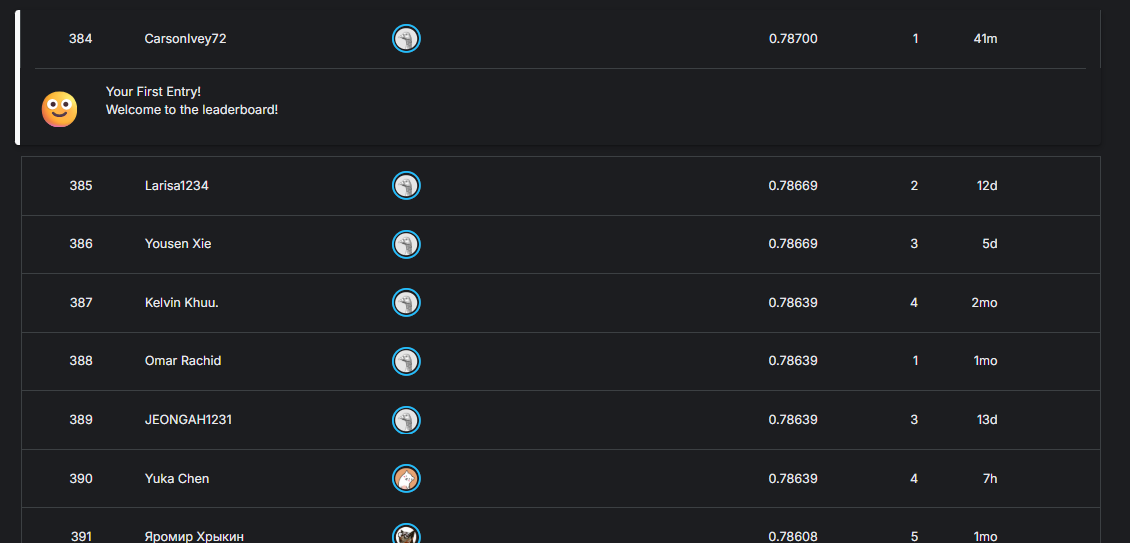 384 CarsonIvey72 0.78700 1 41m
Your First Entry!
Welcome to the leaderboard!
385 Larisa1234 0.78669 2 12d
386 Yousen Xie 0.78669 3 5d
387 Kelvin Khuu. 0.78639 4 2mo
388 Omar Rachid 0.78639 1 1mo
389 JEONGAH1231 0.78639 3 13d
390 Yuka Chen 0.78639 4 7h
391 Яромир Хрыкин 0.78608 5 1mo